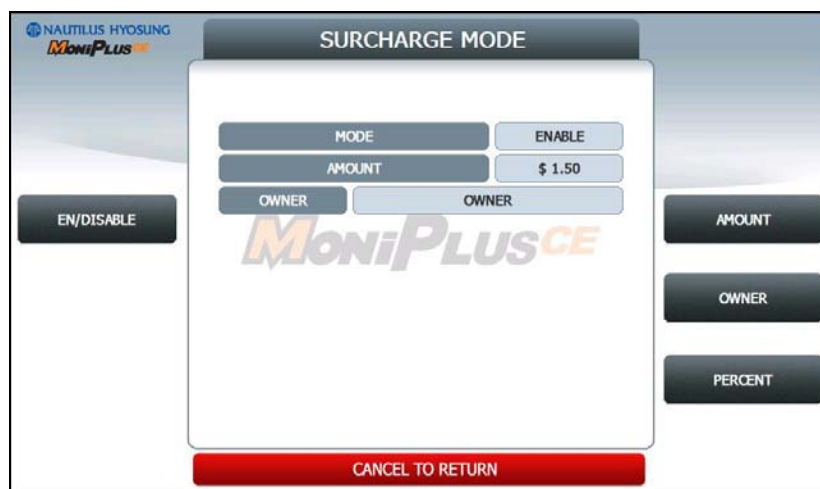 NAUTILUS HYOSUNG
MONIPLUS CE
SURCHARGE MODE
MODE ENABLE
AMOUNT $ 1.50
OWNER OWNER
MONIPLUS CE
EN/DISABLE
AMOUNT
OWNER
PERCENT
CANCEL TO RETURN